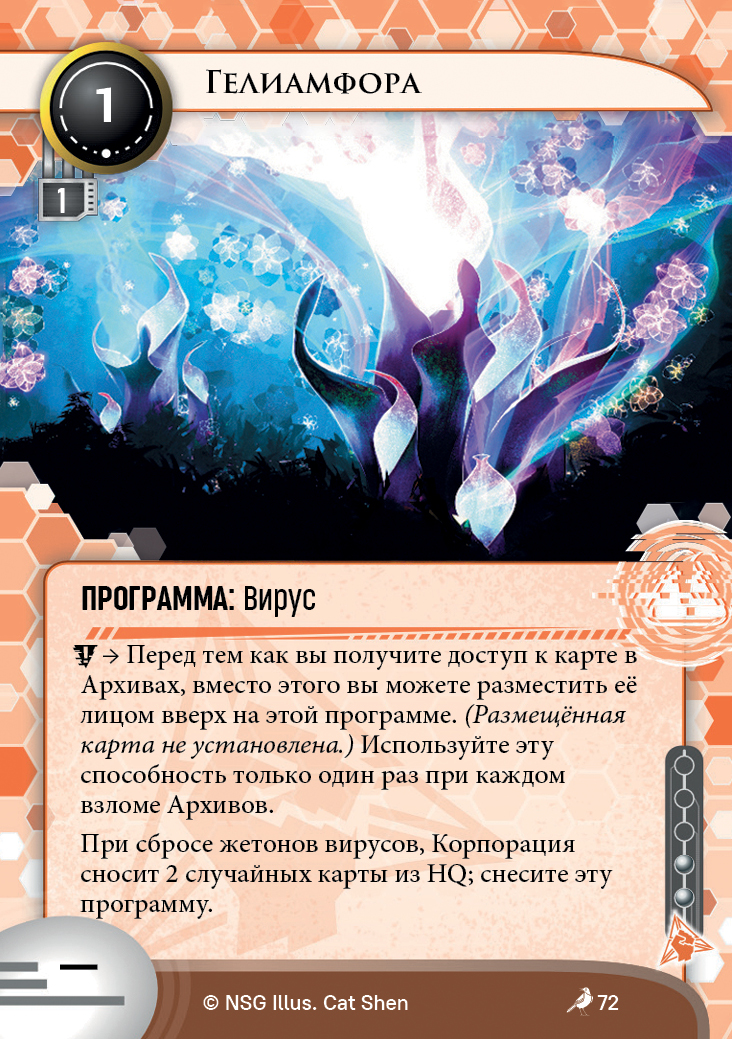 1
Гелиамфора
1
ПРОГРАММА: Вирус
→ Перед тем как вы получите доступ к карте в
Архивах, вместо этого вы можете разместить её
лицом вверх на этой программе. (Размещённая
карта не установлена.) Используйте эту
способность только один раз при каждом
взломе Архивов.
При сбросе жетонов вирусов, Корпорация
сносит 2 случайных карты из HQ; снесите эту
программу.
© NSG Illus. Cat Shen
72